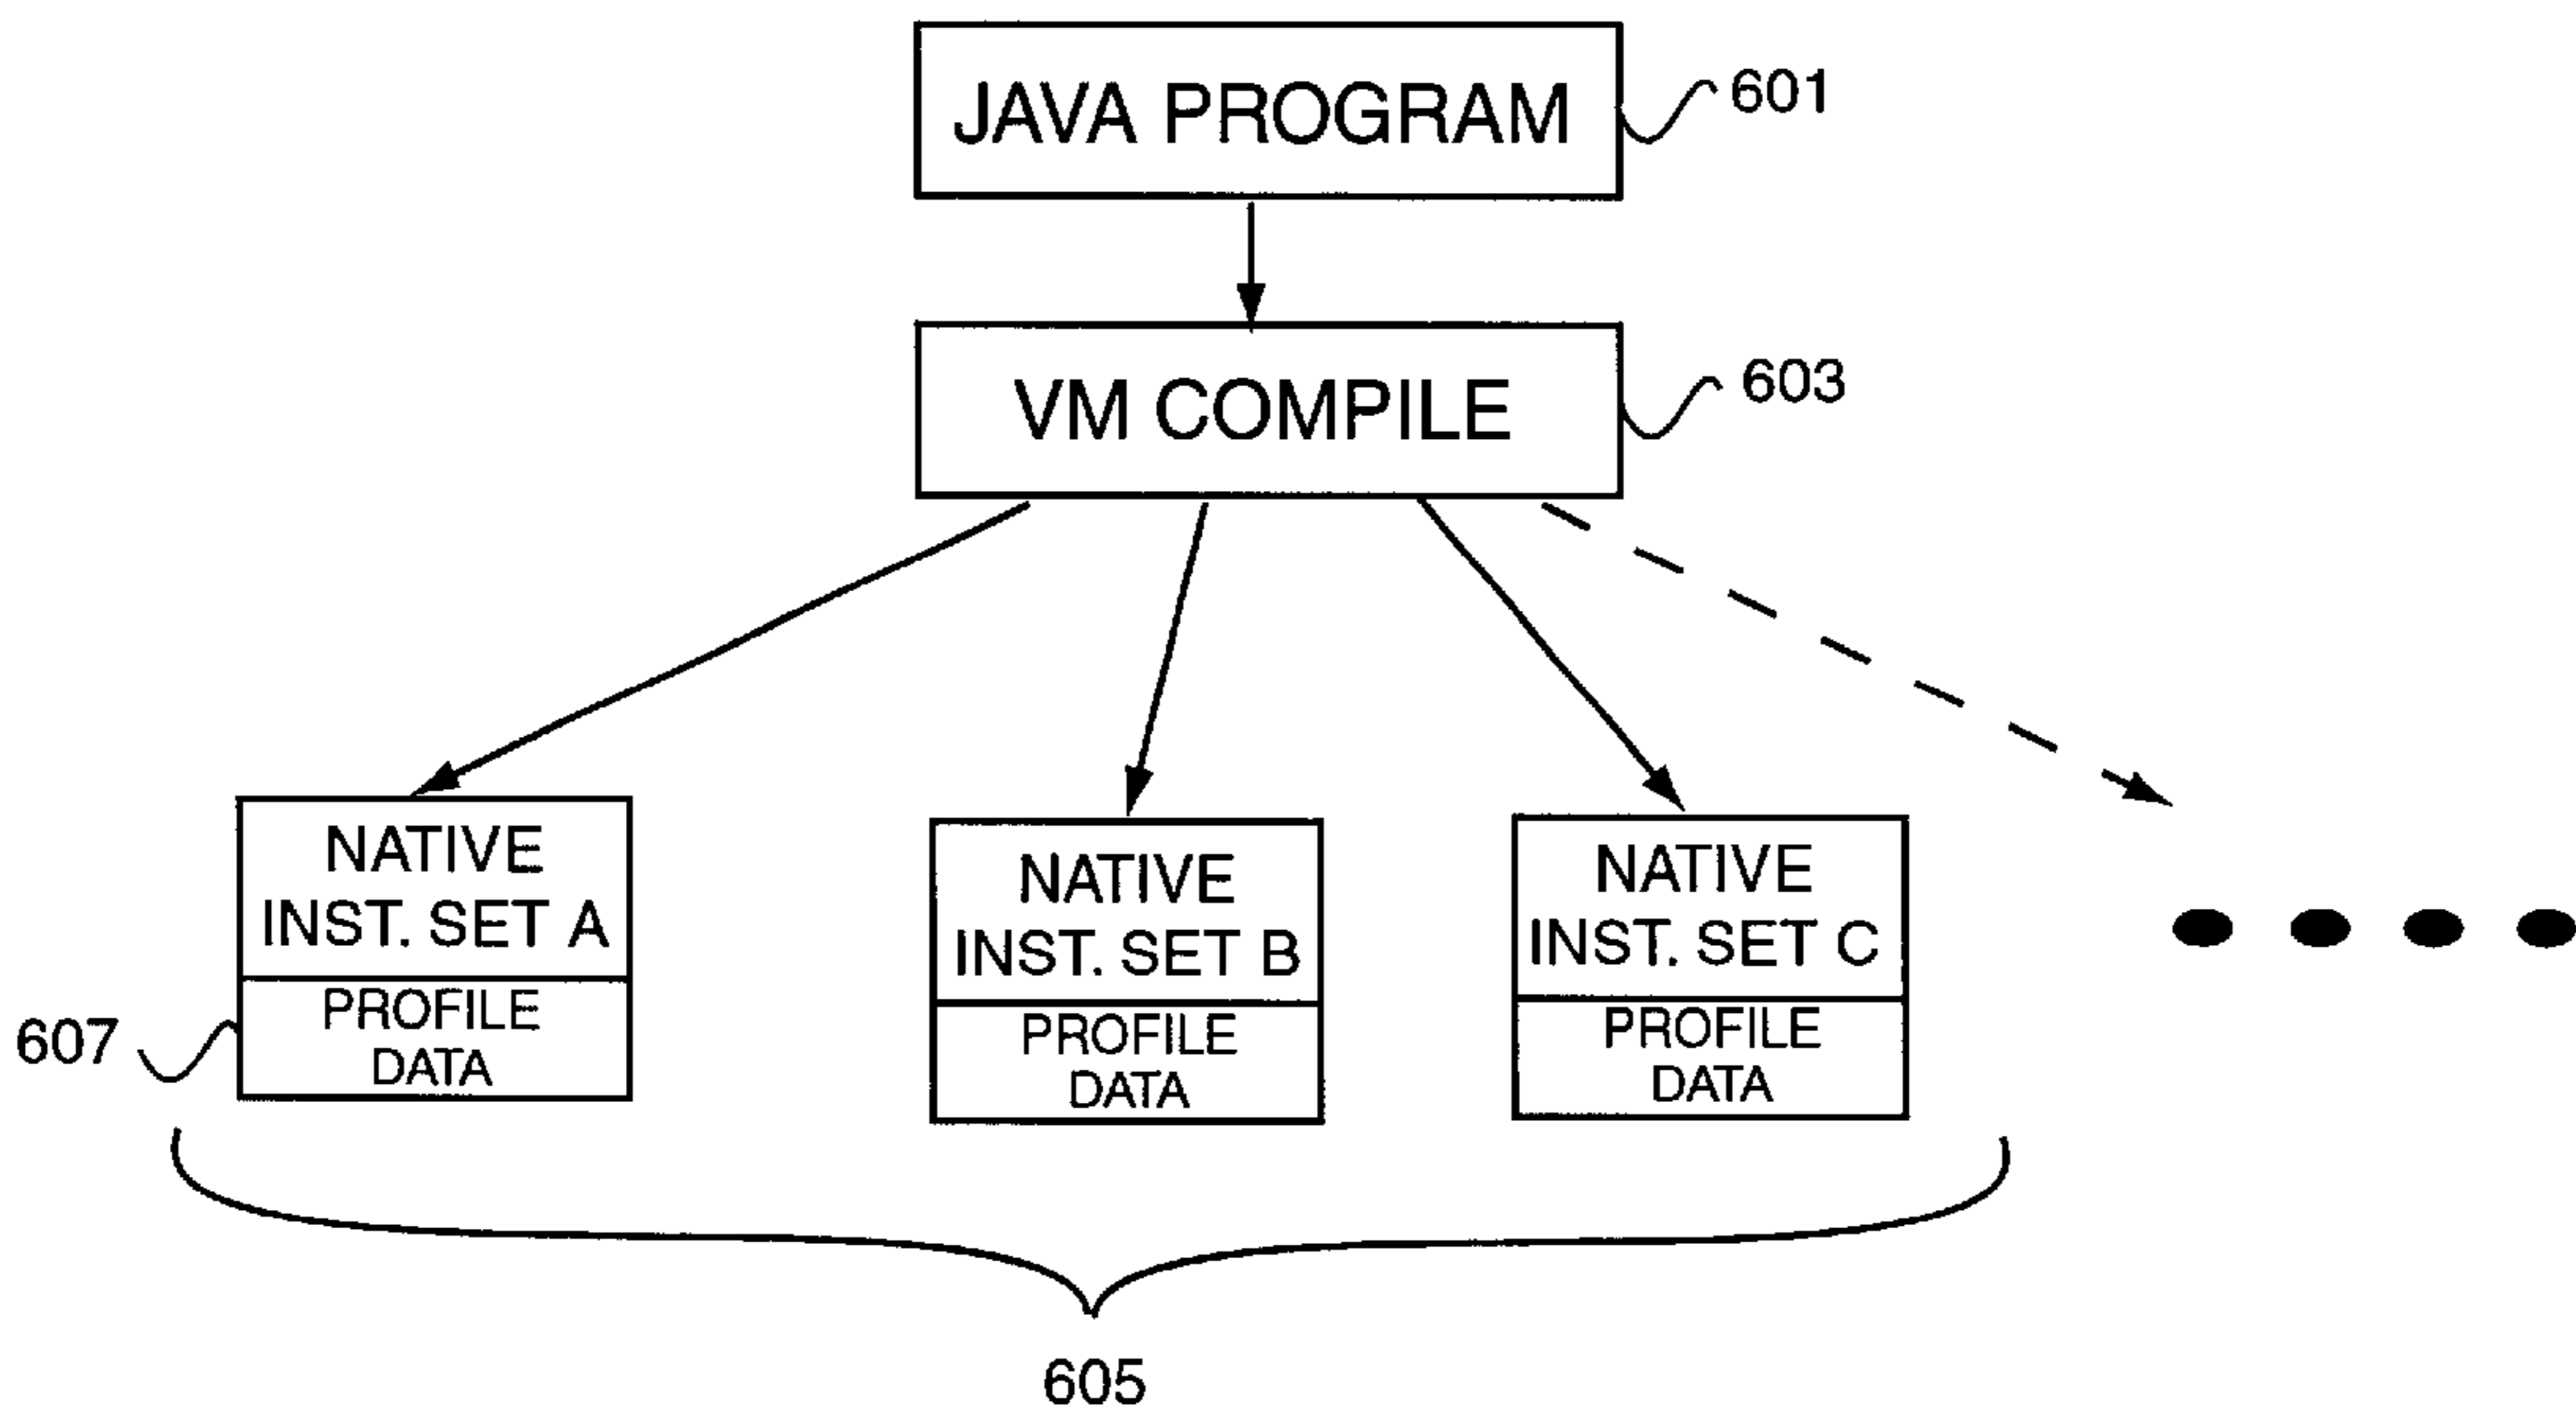 JAVA PROGRAM
601
VM COMPILE
603
NATIVE
INST. SET A
PROFILE
DATA
607
NATIVE
INST. SET B
PROFILE
DATA
NATIVE
INST. SET C
PROFILE
DATA
605